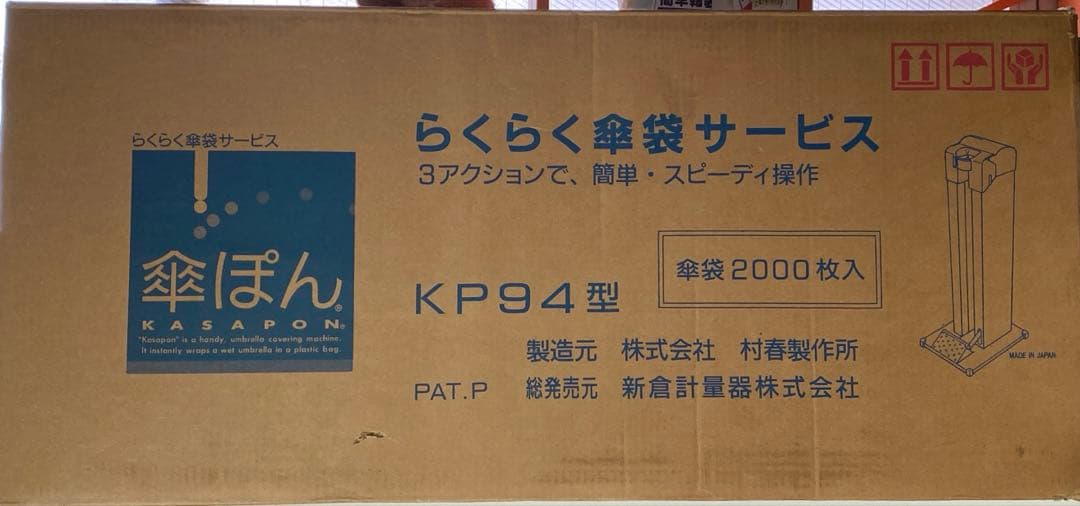 らくらく傘袋サービス
傘ぽん®
KASAPON®
"Kasapon" is a handy, umbrella covering machine.
It instantly wraps a wet umbrella in a plastic bag.
らくらく傘袋サービス
3アクションで、簡単・スピーディ操作
KP94型
傘袋2000枚入
製造元 株式会社 村春製作所
PAT.P 総発売元 新倉計量器株式会社
MADE IN JAPAN